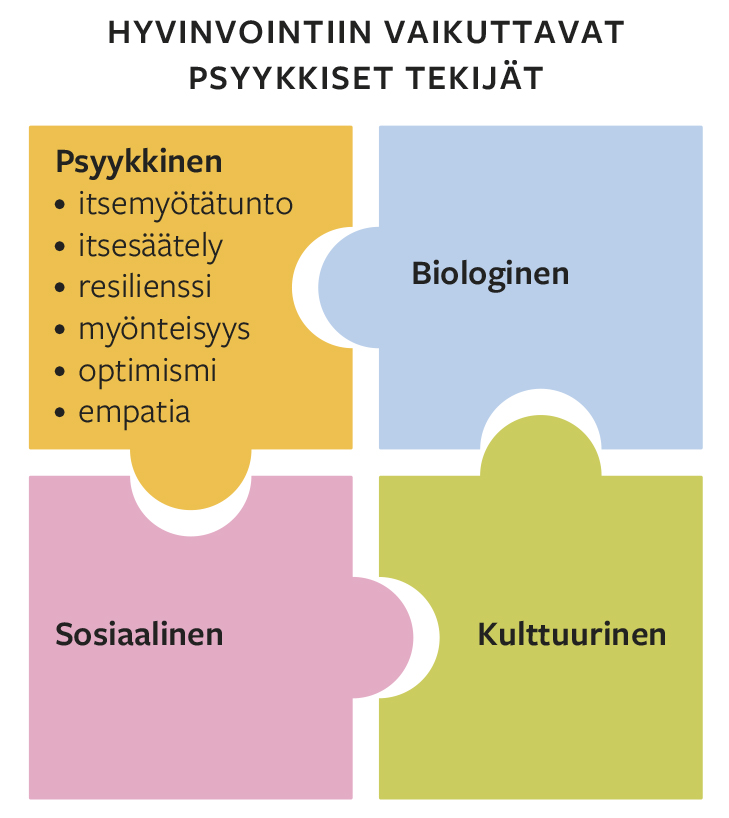 HYVINVOINTIIN VAIKUTTAVAT
PSYYKKISET TEKIJÄT
Psyykkinen
• itsemyötätunto
• itsesäätely
• resilienssi
• myönteisyys
• optimismi
• empatia
Biologinen
Sosiaalinen
Kulttuurinen